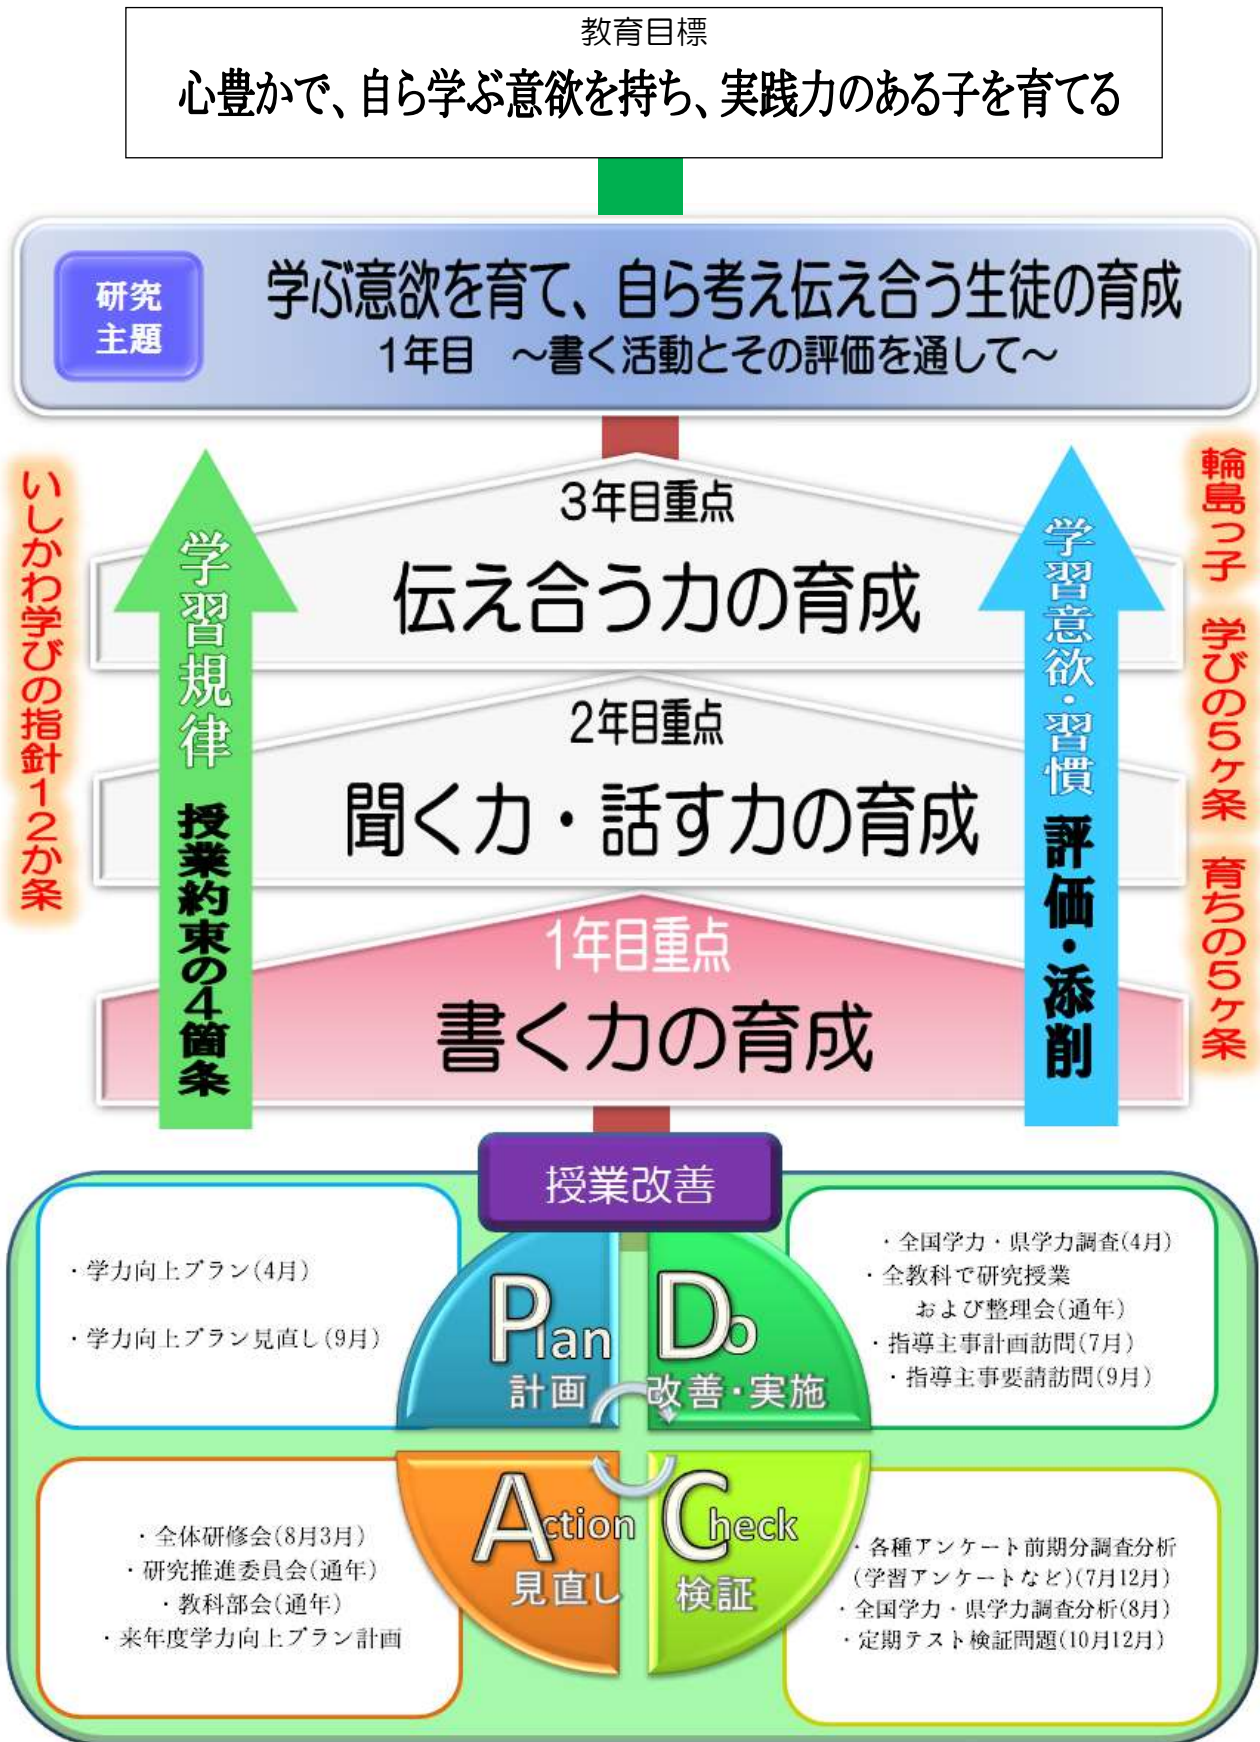 教育目標
心豊かで、自ら学ぶ意欲を持ち、実践力のある子を育てる
研究
主題
学ぶ意欲を育て、自ら考え伝え合う生徒の育成
1年目　～書く活動とその評価を通して～
いしかわ学びの指針12か条
学習規律　授業約束の4箇条
3年目重点
伝え合う力の育成
2年目重点
聞く力・話す力の育成
1年目重点
書く力の育成
学習意欲・習慣　評価・添削
輪島っ子　学びの5ヶ条　育ちの5ヶ条
授業改善
・学力向上プラン(4月)
・学力向上プラン見直し(9月)
Plan
計画
Do
改善・実施
・全国学力・県学力調査(4月)
・全教科で研究授業
および整理会(通年)
・指導主事計画訪問(7月)
・指導主事要請訪問(9月)
・全体研修会(8月3月)
・研究推進委員会(通年)
・教科部会(通年)
・来年度学力向上プラン計画
Action
見直し
Check
検証
・各種アンケート前期分調査分析
(学習アンケートなど)(7月12月)
・全国学力・県学力調査分析(8月)
・定期テスト検証問題(10月12月)